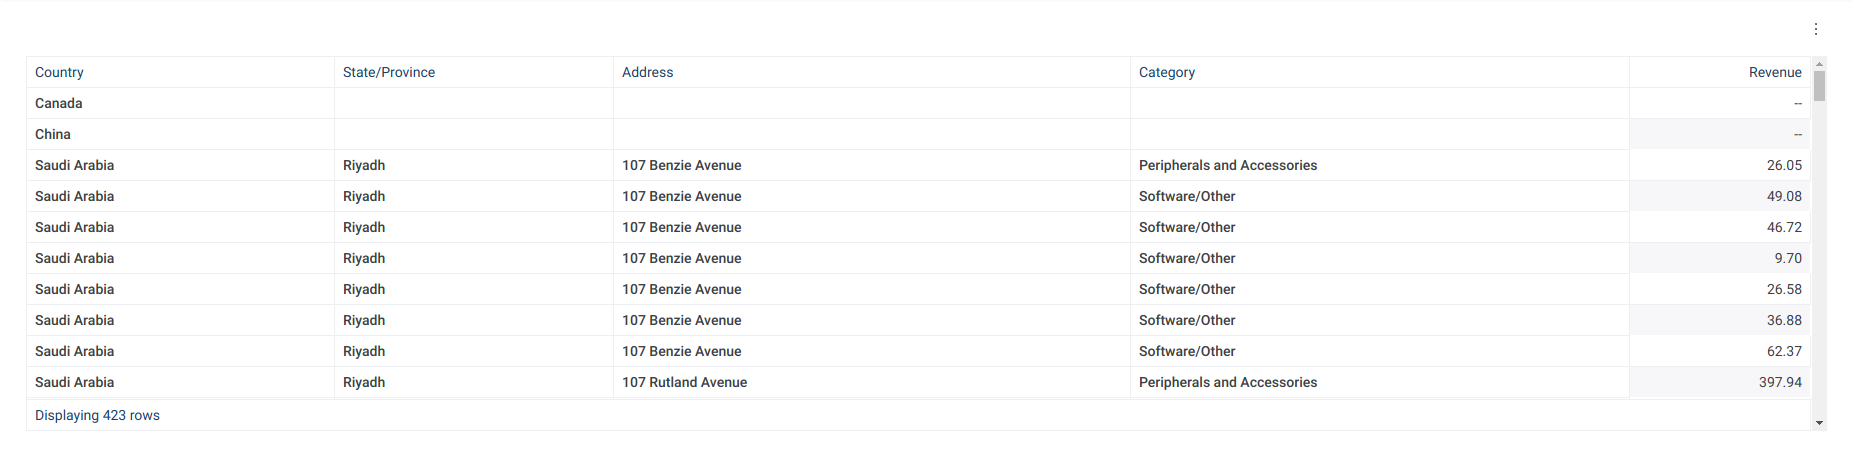 Country State/Province Address Category Revenue
Canada --
China --
Saudi Arabia Riyadh 107 Benzie Avenue Peripherals and Accessories 26.05
Saudi Arabia Riyadh 107 Benzie Avenue Software/Other 49.08
Saudi Arabia Riyadh 107 Benzie Avenue Software/Other 46.72
Saudi Arabia Riyadh 107 Benzie Avenue Software/Other 9.70
Saudi Arabia Riyadh 107 Benzie Avenue Software/Other 26.58
Saudi Arabia Riyadh 107 Benzie Avenue Software/Other 36.88
Saudi Arabia Riyadh 107 Benzie Avenue Software/Other 62.37
Saudi Arabia Riyadh 107 Rutland Avenue Peripherals and Accessories 397.94
Displaying 423 rows